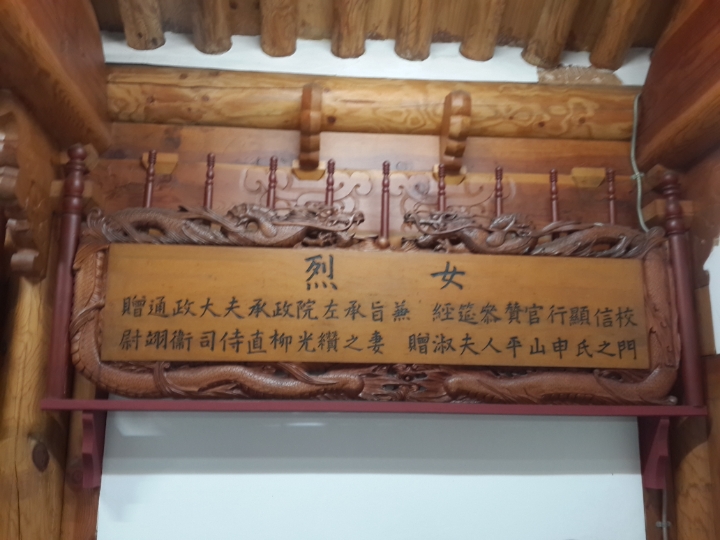 烈 女
贈通政大夫承政院左承旨兼 經筵參贊官行顯信校
尉翊衛司侍直柳光纘之妻 贈淑夫人平山申氏之門